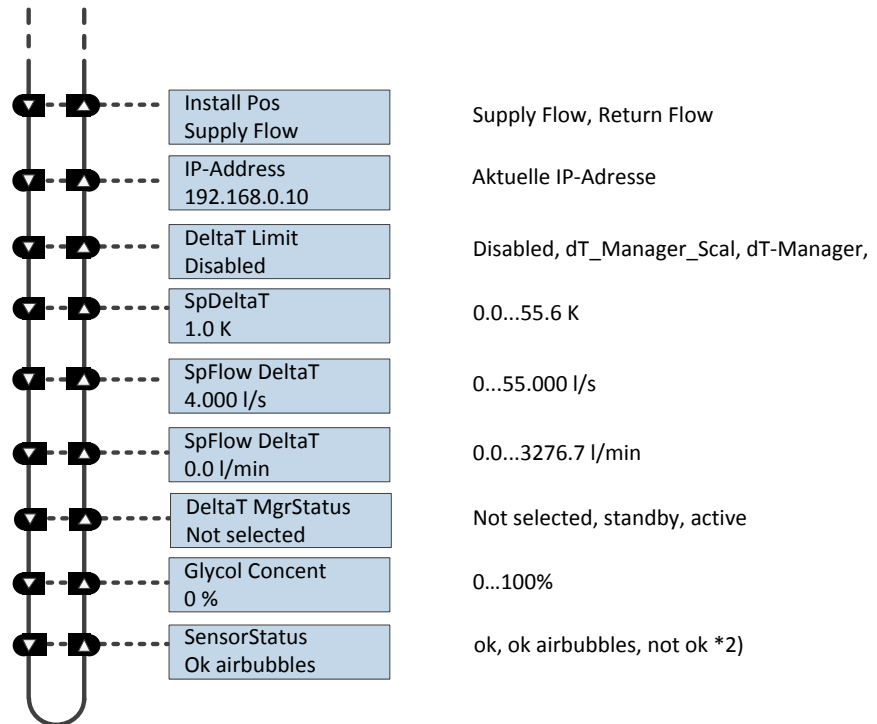 Install Pos
Supply Flow
Supply Flow, Return Flow
IP-Address
192.168.0.10
Aktuelle IP-Adresse
DeltaT Limit
Disabled
Disabled, dT_Manager_Scal, dT-Manager,
SpDeltaT
1.0 K
0.0...55.6 K
SpFlow DeltaT
4.000 l/s
0...55.000 l/s
SpFlow DeltaT
0.0 l/min
0.0...3276.7 l/min
DeltaT MgrStatus
Not selected
Not selected, standby, active
Glycol Concent
0 %
0...100%
SensorStatus
Ok airbubbles
ok, ok airbubbles, not ok *2)